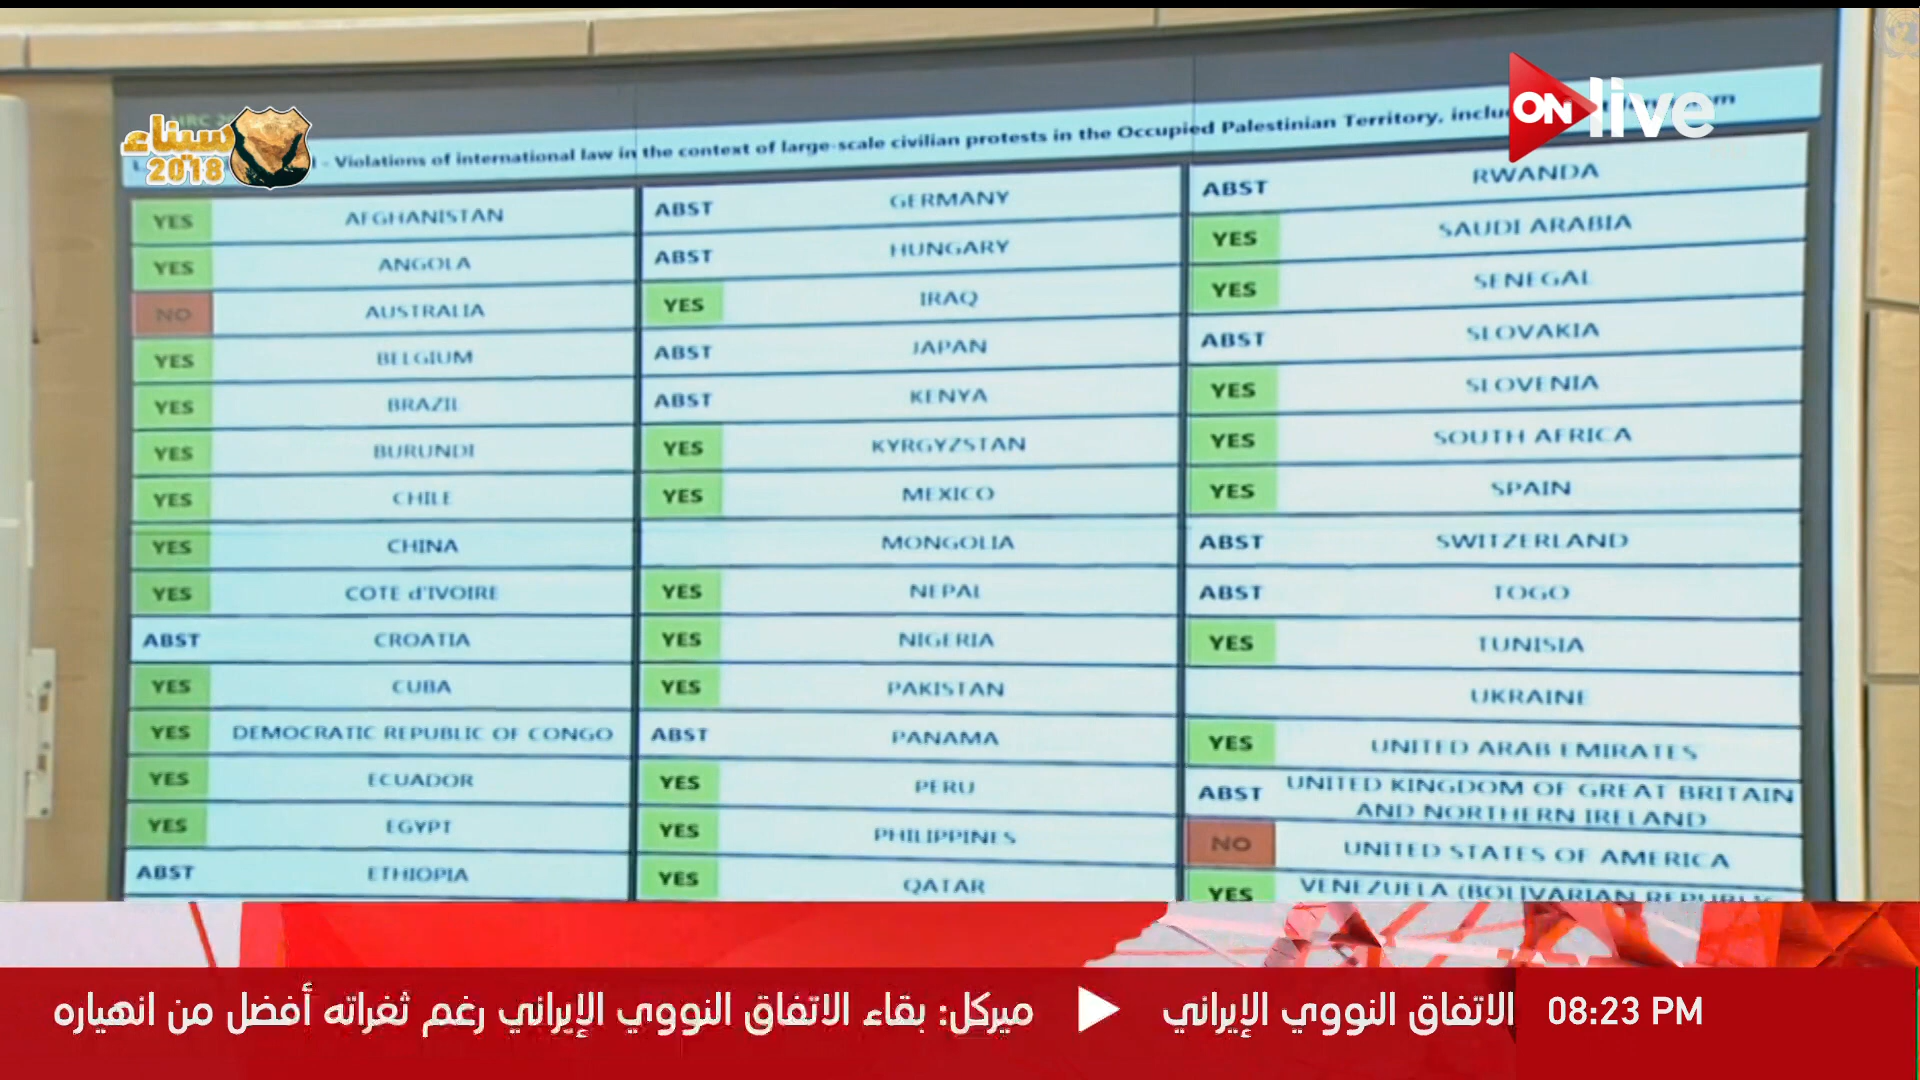 ON live
سيناء
2018
- Violations of international law in the context of large-scale civilian protests in the Occupied Palestinian Territory,
YES AFGHANISTAN
YES ANGOLA
NO AUSTRALIA
YES BELGIUM
YES BRAZIL
YES BURUNDI
YES CHILE
YES CHINA
YES COTE d'IVOIRE
ABST CROATIA
YES CUBA
YES DEMOCRATIC REPUBLIC OF CONGO
YES ECUADOR
YES EGYPT
ABST ETHIOPIA
ABST GERMANY
ABST HUNGARY
YES IRAQ
ABST JAPAN
ABST KENYA
YES KYRGYZSTAN
YES MEXICO
MONGOLIA
YES NEPAL
YES NIGERIA
YES PAKISTAN
ABST PANAMA
YES PERU
YES PHILIPPINES
YES QATAR
ABST RWANDA
YES SAUDI ARABIA
YES SENEGAL
ABST SLOVAKIA
YES SLOVENIA
YES SOUTH AFRICA
YES SPAIN
ABST SWITZERLAND
ABST TOGO
YES TUNISIA
UKRAINE
YES UNITED ARAB EMIRATES
ABST UNITED KINGDOM OF GREAT BRITAIN
AND NORTHERN IRELAND
NO UNITED STATES OF AMERICA
YES VENEZUELA (BOLIVARIAN REPUBLIC
08:23 PM
الاتفاق النووي الإيراني
ميركل: بقاء الاتفاق النووي الإيراني رغم ثغراته أفضل من انهياره